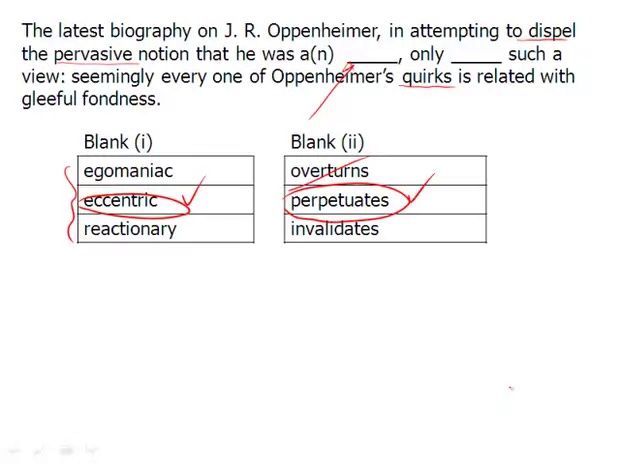 The latest biography on J. R. Oppenheimer, in attempting to dispel
the pervasive notion that he was a(n) _____, only _____ such a
view: seemingly every one of Oppenheimer's quirks is related with
gleeful fondness.
Blank (i) Blank (ii)
egomaniac overturns
eccentric perpetuates
reactionary invalidates